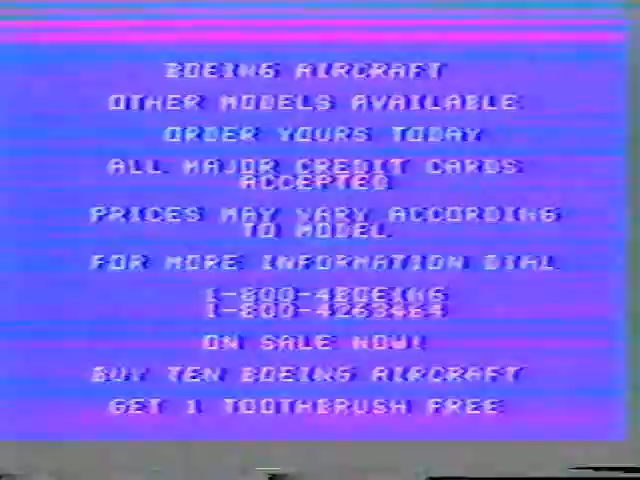 BOEING AIRCRAFT
OTHER MODELS AVAILABLE
ORDER YOURS TODAY
ALL MAJOR CREDIT CARDS
ACCEPTED
PRICES MAY VARY ACCORDING
TO MODEL
FOR MORE INFORMATION DIAL
1-800-4BOEING
1-800-4263464
ON SALE NOW!
BUY TEN BOEING AIRCRAFT
GET 1 TOOTHBRUSH FREE